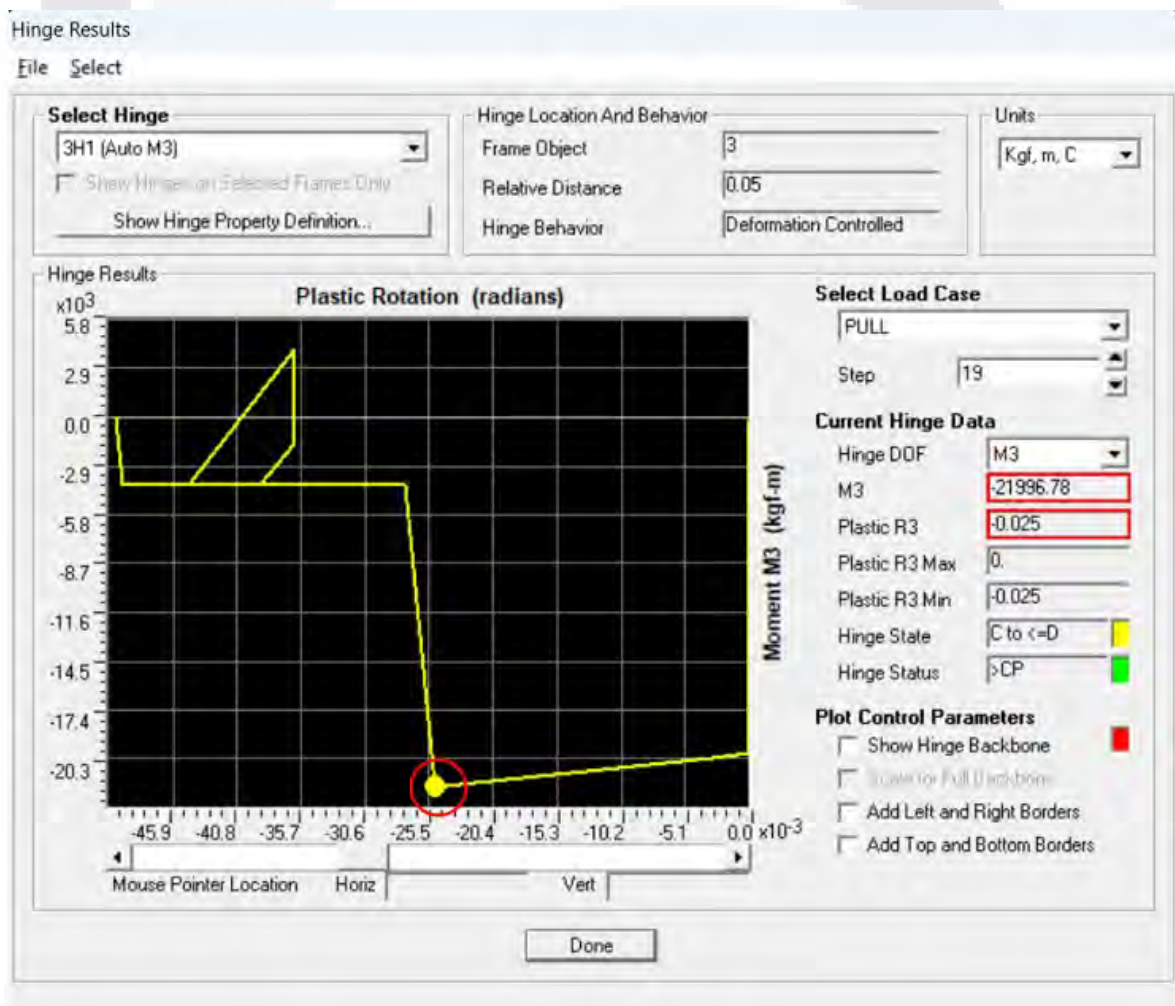 Hinge Results
File Select
Select Hinge
3H1 (Auto M3)
Show Hinges on Selected Frames Only
Show Hinge Property Definition...
Hinge Location And Behavior
Frame Object 3
Relative Distance 0.05
Hinge Behavior Deformation Controlled
Units
Kgf, m, C
Hinge Results
Plastic Rotation (radians)
x10³
5.8
2.9
0.0
-2.9
-5.8
-8.7
-11.6
-14.5
-17.4
-20.3
-45.9 -40.8 -35.7 -30.6 -25.5 -20.4 -15.3 -10.2 -5.1 0.0 x10⁻³
Moment M3 (kgf-m)
Mouse Pointer Location Horiz Vert
Select Load Case
PULL
Step 19
Current Hinge Data
Hinge DOF M3
M3 -21996.78
Plastic R3 -0.025
Plastic R3 Max 0.
Plastic R3 Min -0.025
Hinge State C to <=D
Hinge Status >CP
Plot Control Parameters
Show Hinge Backbone
Scale for Full Backbone
Add Left and Right Borders
Add Top and Bottom Borders
Done